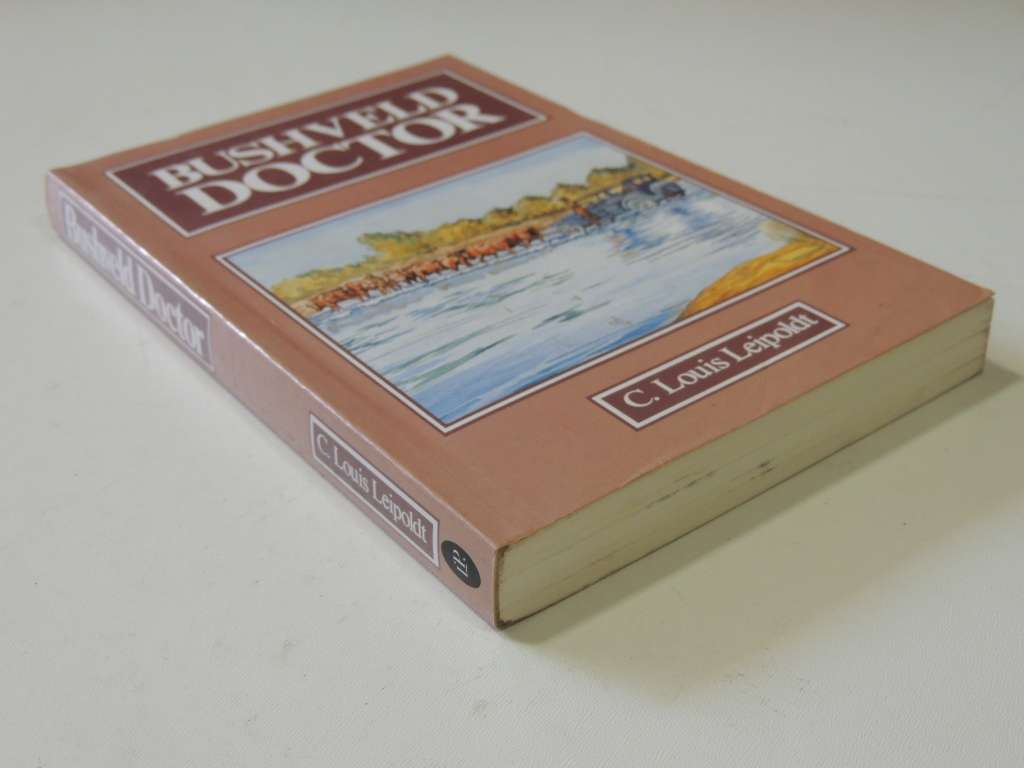 BUSHVELD
DOCTOR
C. Louis Leipoldt
Bushveld Doctor
C. Louis Leipoldt